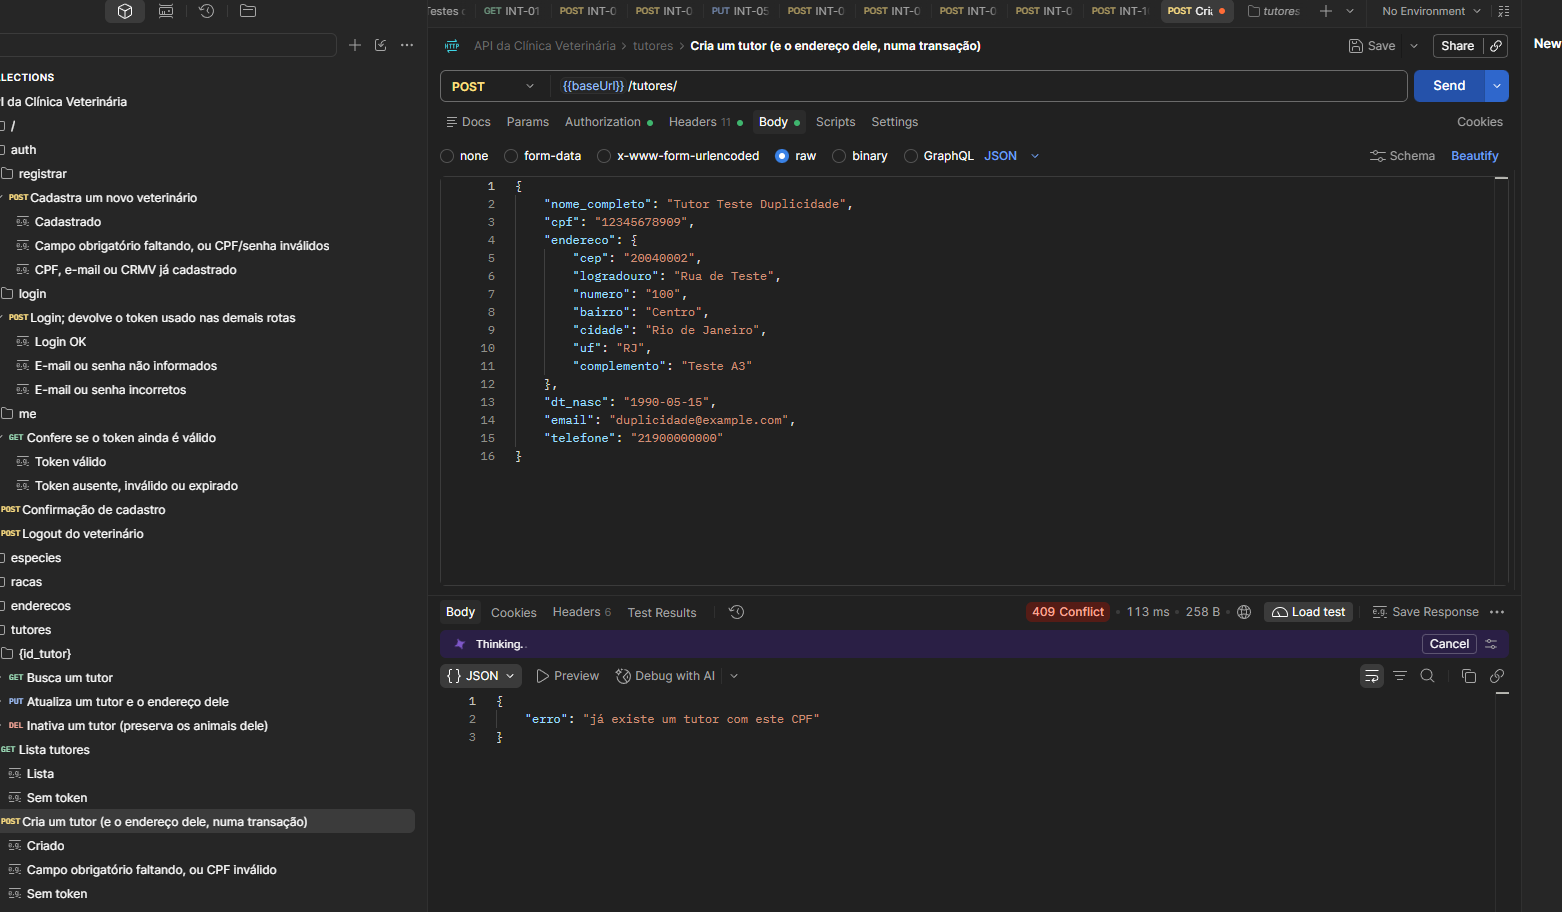 LECTIONS
I da Clínica Veterinária
/
auth
registrar
POST Cadastra um novo veterinário
e.g. Cadastrado
e.g. Campo obrigatório faltando, ou CPF/senha inválidos
e.g. CPF, e-mail ou CRMV já cadastrado
login
POST Login; devolve o token usado nas demais rotas
e.g. Login OK
e.g. E-mail ou senha não informados
e.g. E-mail ou senha incorretos
me
GET Confere se o token ainda é válido
e.g. Token válido
e.g. Token ausente, inválido ou expirado
POST Confirmação de cadastro
POST Logout do veterinário
especies
racas
enderecos
tutores
{id_tutor}
GET Busca um tutor
PUT Atualiza um tutor e o endereço dele
DEL Inativa um tutor (preserva os animais dele)
GET Lista tutores
e.g. Lista
e.g. Sem token
POST Cria um tutor (e o endereço dele, numa transação)
e.g. Criado
e.g. Campo obrigatório faltando, ou CPF inválido
e.g. Sem token
Testes GET INT-01 POST INT-0 POST INT-0 PUT INT-05 POST INT-0 POST INT-0 POST INT-0 POST INT-0 POST INT-1 POST Cri tutores No Environment
HTTP API da Clínica Veterinária > tutores > Cria um tutor (e o endereço dele, numa transação) Save Share
New
POST {{baseUrl}} /tutores/ Send
Docs Params Authorization Headers 11 Body Scripts Settings Cookies
none form-data x-www-form-urlencoded raw binary GraphQL JSON Schema Beautify
1 {
2 "nome_completo": "Tutor Teste Duplicidade",
3 "cpf": "12345678909",
4 "endereco": {
5 "cep": "20040002",
6 "logradouro": "Rua de Teste",
7 "numero": "100",
8 "bairro": "Centro",
9 "cidade": "Rio de Janeiro",
10 "uf": "RJ",
11 "complemento": "Teste A3"
12 },
13 "dt_nasc": "1990-05-15",
14 "email": "duplicidade@example.com",
15 "telefone": "21900000000"
16 }
Body Cookies Headers 6 Test Results 409 Conflict • 113 ms • 258 B Load test e.g. Save Response
Thinking.. Cancel
{} JSON Preview Debug with AI
1 {
2 "erro": "já existe um tutor com este CPF"
3 }